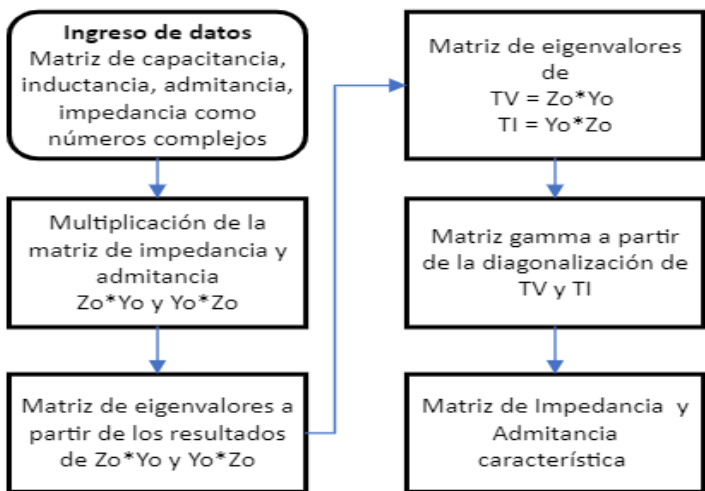 Ingreso de datos
Matriz de capacitancia,
inductancia, admitancia,
impedancia como
números complejos
Multiplicación de la
matriz de impedancia y
admitancia
Zo*Yo y Yo*Zo
Matriz de eigenvalores a
partir de los resultados
de Zo*Yo y Yo*Zo
Matriz de eigenvalores
de
TV = Zo*Yo
TI = Yo*Zo
Matriz gamma a partir
de la diagonalización de
TV y TI
Matriz de Impedancia y
Admitancia
característica